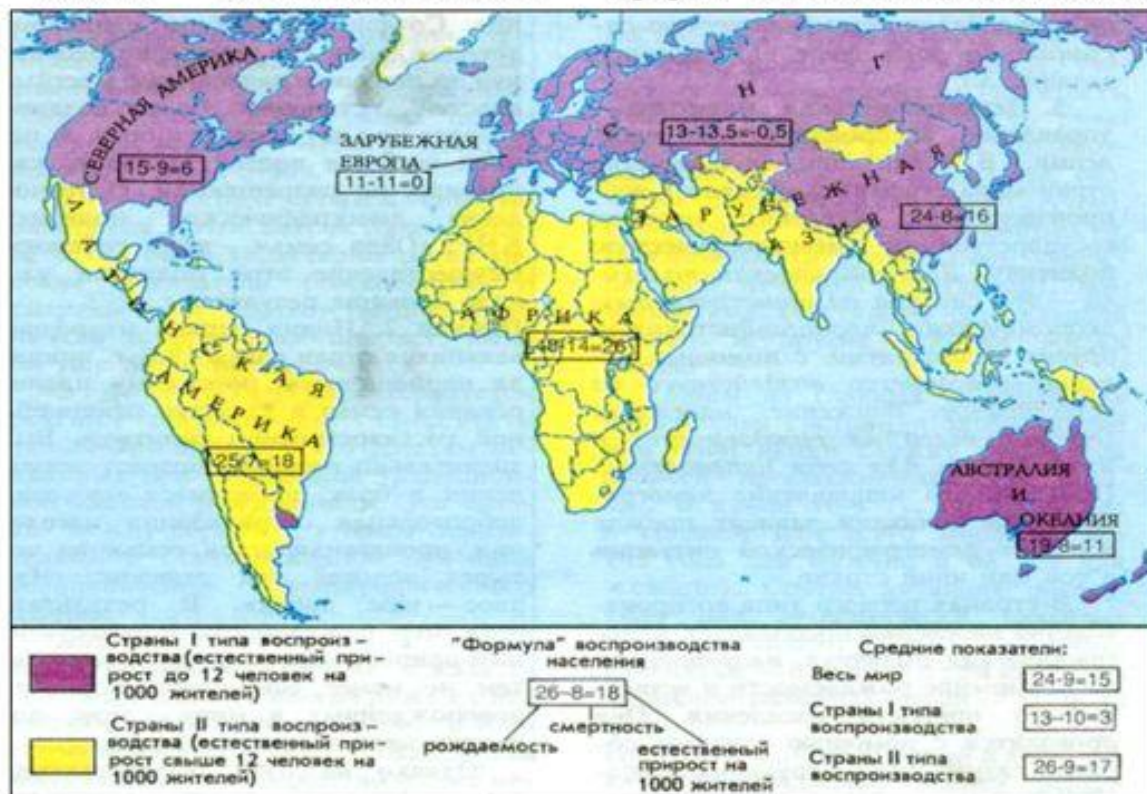 СЕВЕРНАЯ АМЕРИКА
15-9=6
ЗАРУБЕЖНАЯ
ЕВРОПА
11-11=0
СНГ
13-13,5=-0,5
ЗАРУБЕЖНАЯ
АЗИЯ
24-8=16
ЛАТИНСКАЯ
АМЕРИКА
25-7=18
АФРИКА
АВСТРАЛИЯ
И
ОКЕАНИЯ
19-8=11
Страны I типа воспроиз-
водства (естественный при-
рост до 12 человек на
1000 жителей)
Страны II типа воспроиз-
водства (естественный при-
рост свыше 12 человек на
1000 жителей)
"Формула" воспроизводства
населения
26-8=18
рождаемость
смертность
естественный
прирост на
1000 жителей
Средние показатели:
Весь мир
24-9=15
Страны I типа
воспроизводства
13-10=3
Страны II типа
воспроизводства
26-9=17